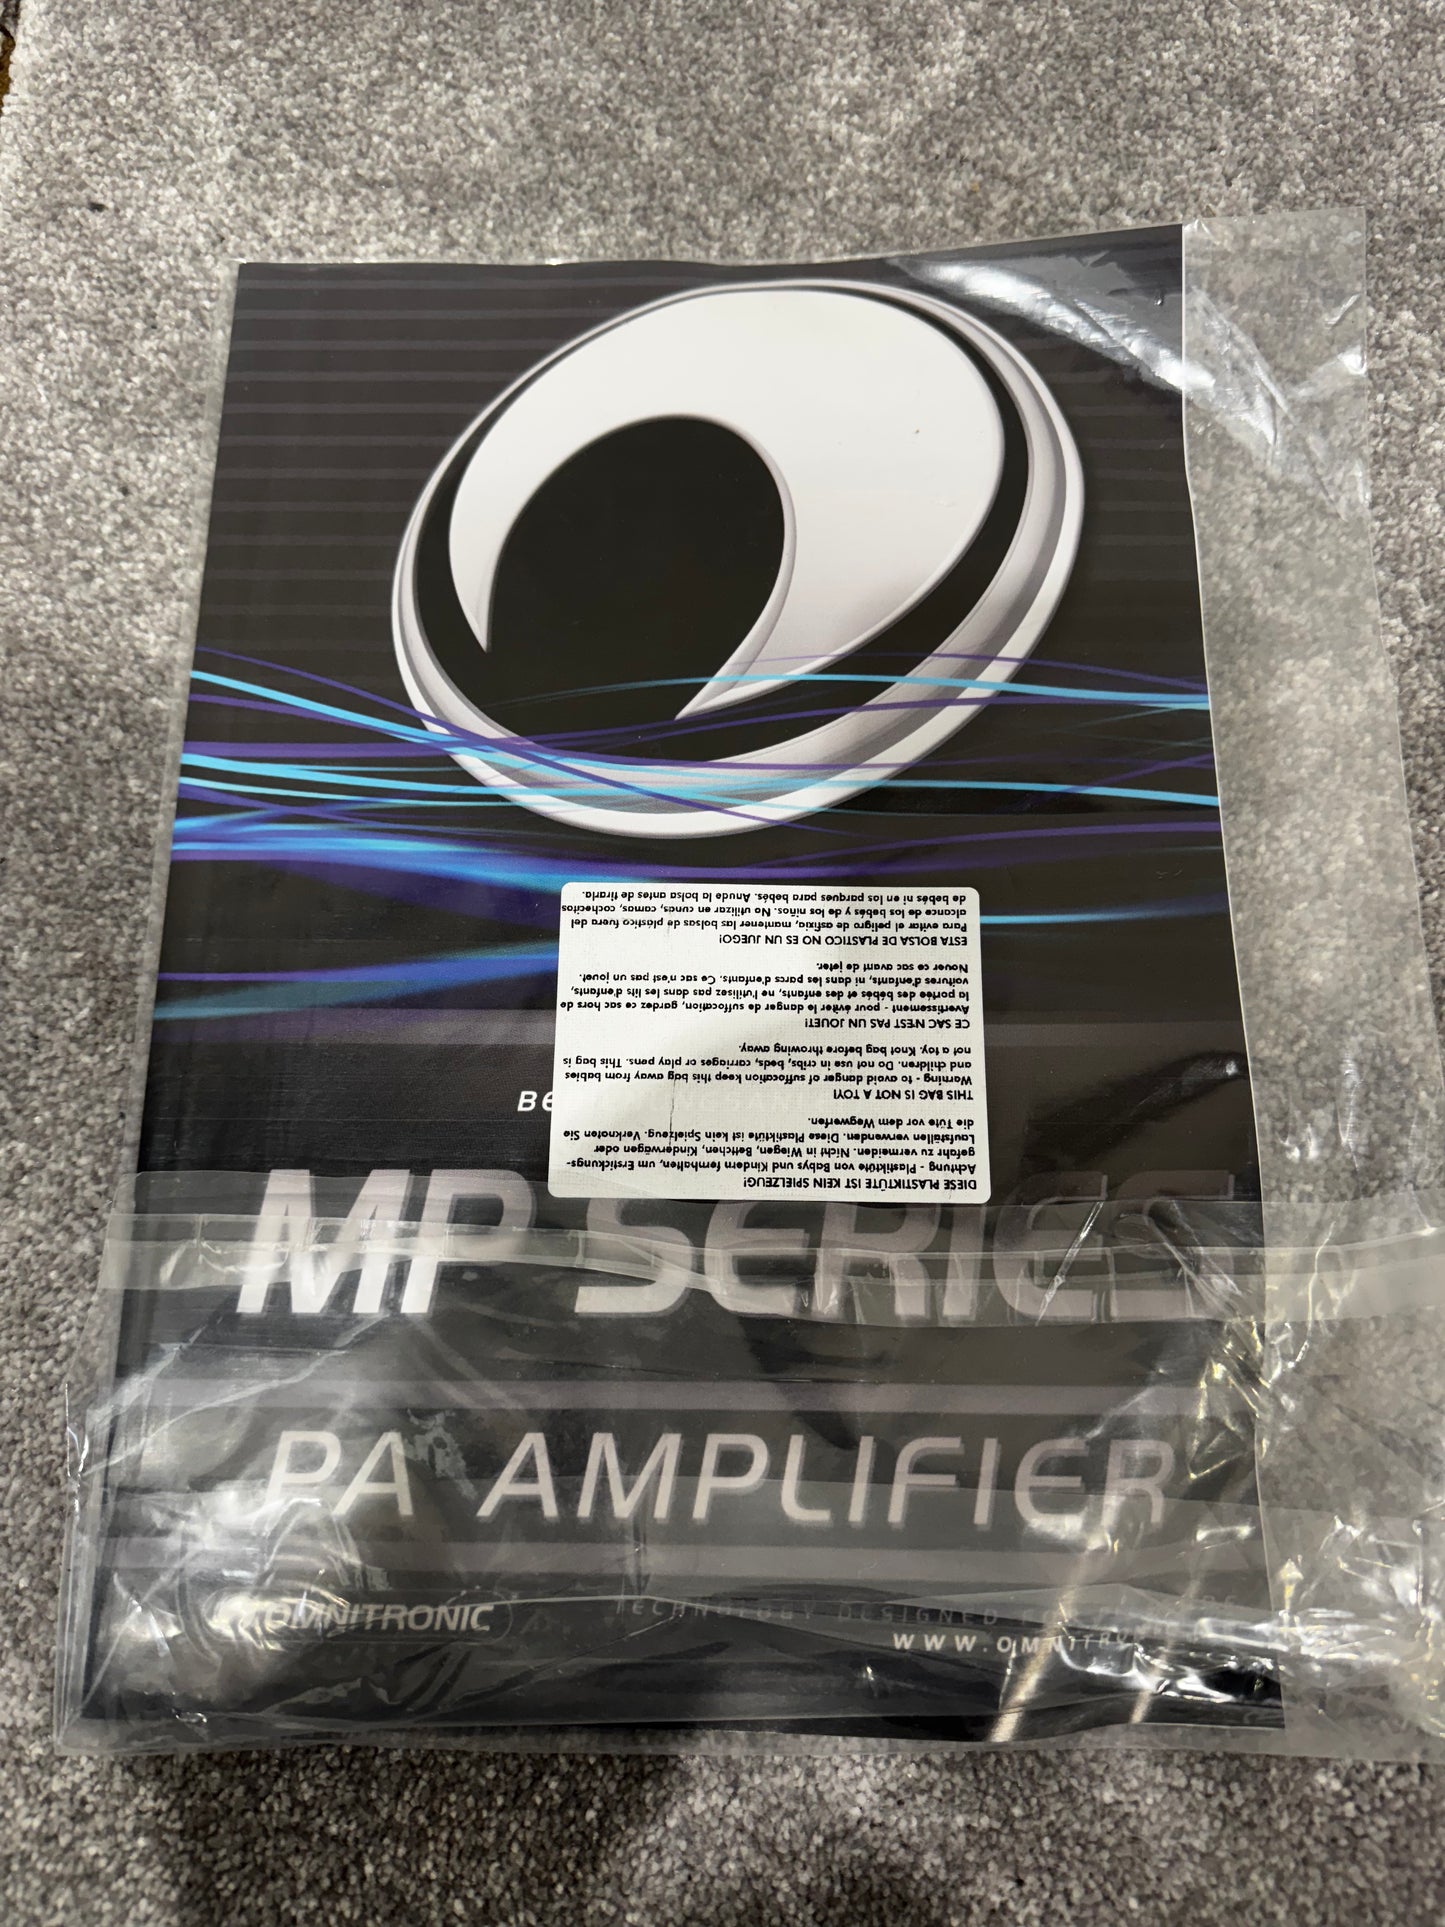 MP SERIES
PA AMPLIFIER
OMNITRONIC
TECHNOLOGY DESIGNED
WWW.OMNITRONIC
DIESE PLASTIKTÜTE IST KEIN SPIELZEUG!
Achtung - Plastiktüte von Babys und Kindern fernhalten, um Erstickungs-
gefahr zu vermeiden. Nicht in Wiegen, Bettchen, Kinderwägen oder
Laufställen verwenden. Diese Plastiktüte ist kein Spielzeug. Verknoten Sie
die Tüte vor dem Wegwerfen.
THIS BAG IS NOT A TOY!
Warning - to avoid danger of suffocation keep this bag away from babies
and children. Do not use in cribs, beds, carriages or play pens. This bag is
not a toy. Knot bag before throwing away.
CE SAC N'EST PAS UN JOUET!
Avertissement - pour éviter le danger de suffocation, gardez ce sac hors de
la portée des bébés et des enfants, ne l'utilisez pas dans les lits d'enfants,
voitures d'enfants, ni dans les parcs d'enfants. Ce sac n'est pas un jouet.
Nouer ce sac avant de jeter.
ESTA BOLSA DE PLASTICO NO ES UN JUEGO!
Para evitar el peligro de asfixia, mantener las bolsas de plástico fuera del
alcance de los bebés y de los niños. No utilizar en cunas, camas, cochecitos
de bebés ni en los parques para bebés. Anude la bolsa antes de tirarla.